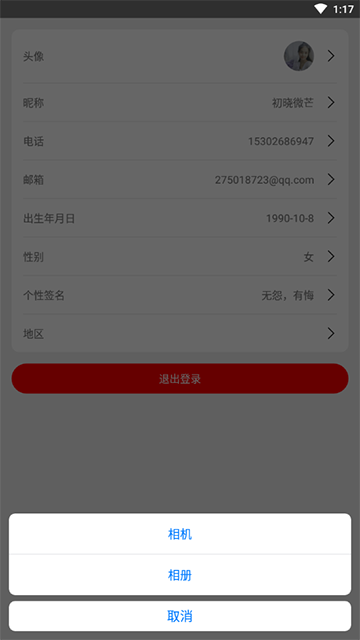 1:17
头像
昵称 初晓微芒
电话 15302686947
邮箱 275018723@qq.com
出生年月日 1990-10-8
性别 女
个性签名 无怨，有悔
地区
退出登录
相机
相册
取消